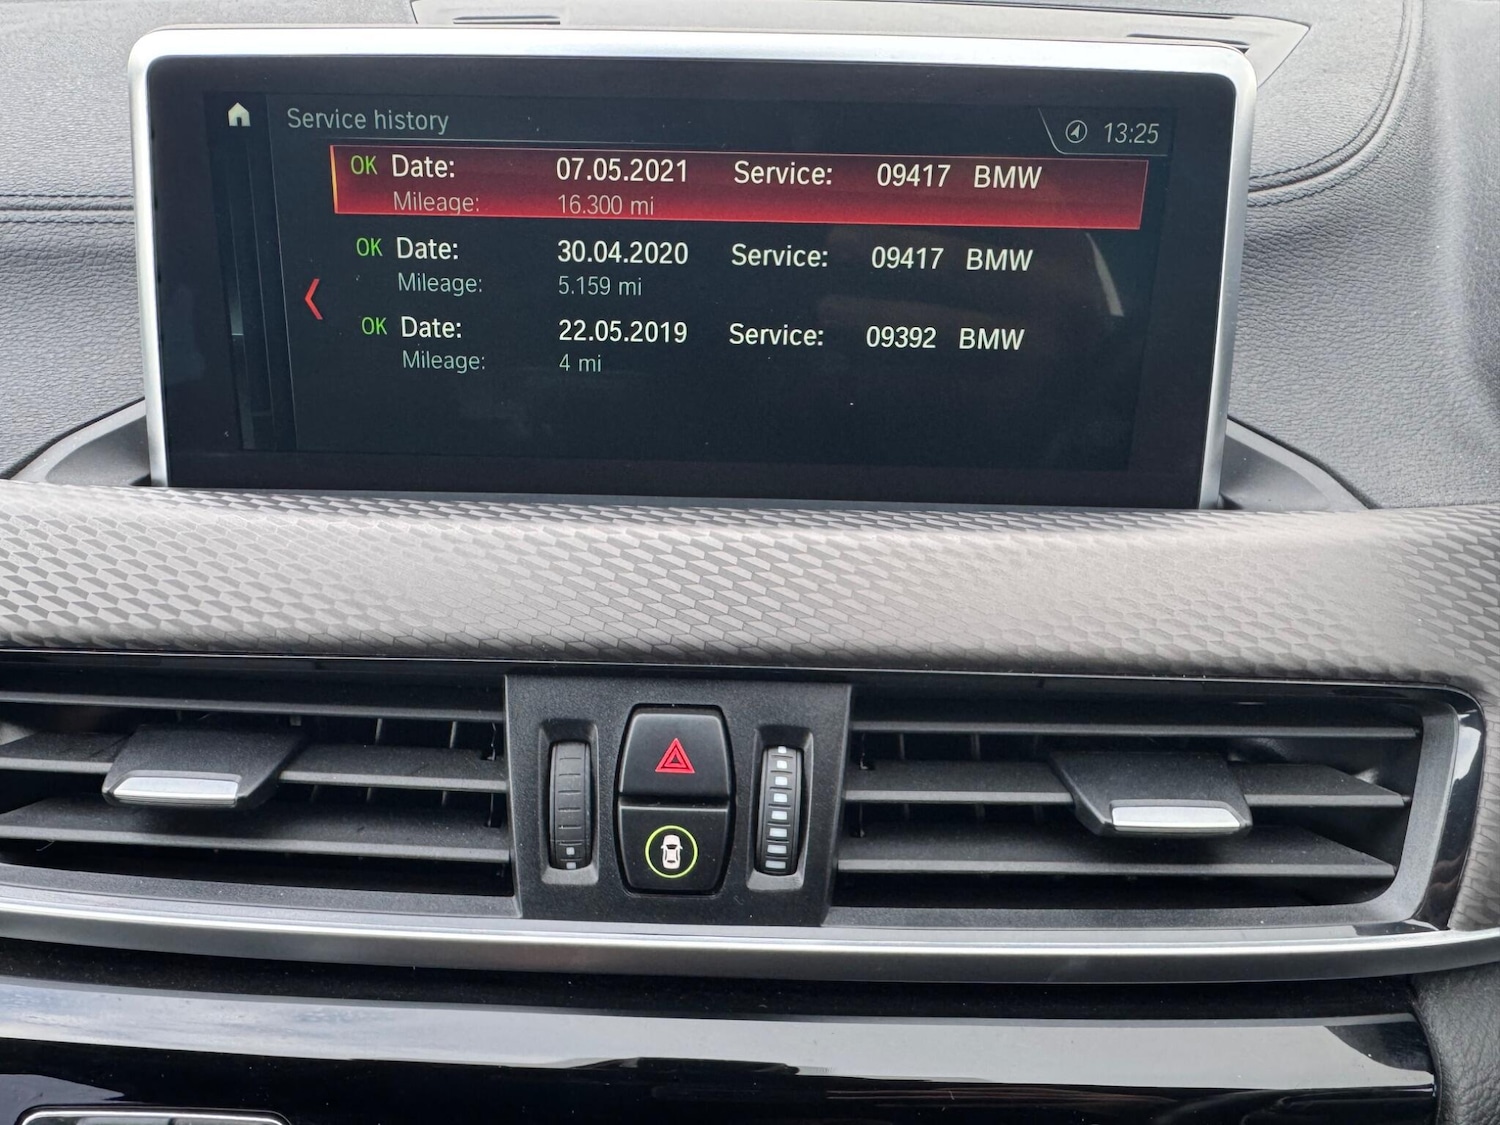 Service history 13:25
OK Date: 07.05.2021 Service: 09417 BMW
Mileage: 16.300 mi
OK Date: 30.04.2020 Service: 09417 BMW
Mileage: 5.159 mi
OK Date: 22.05.2019 Service: 09392 BMW
Mileage: 4 mi